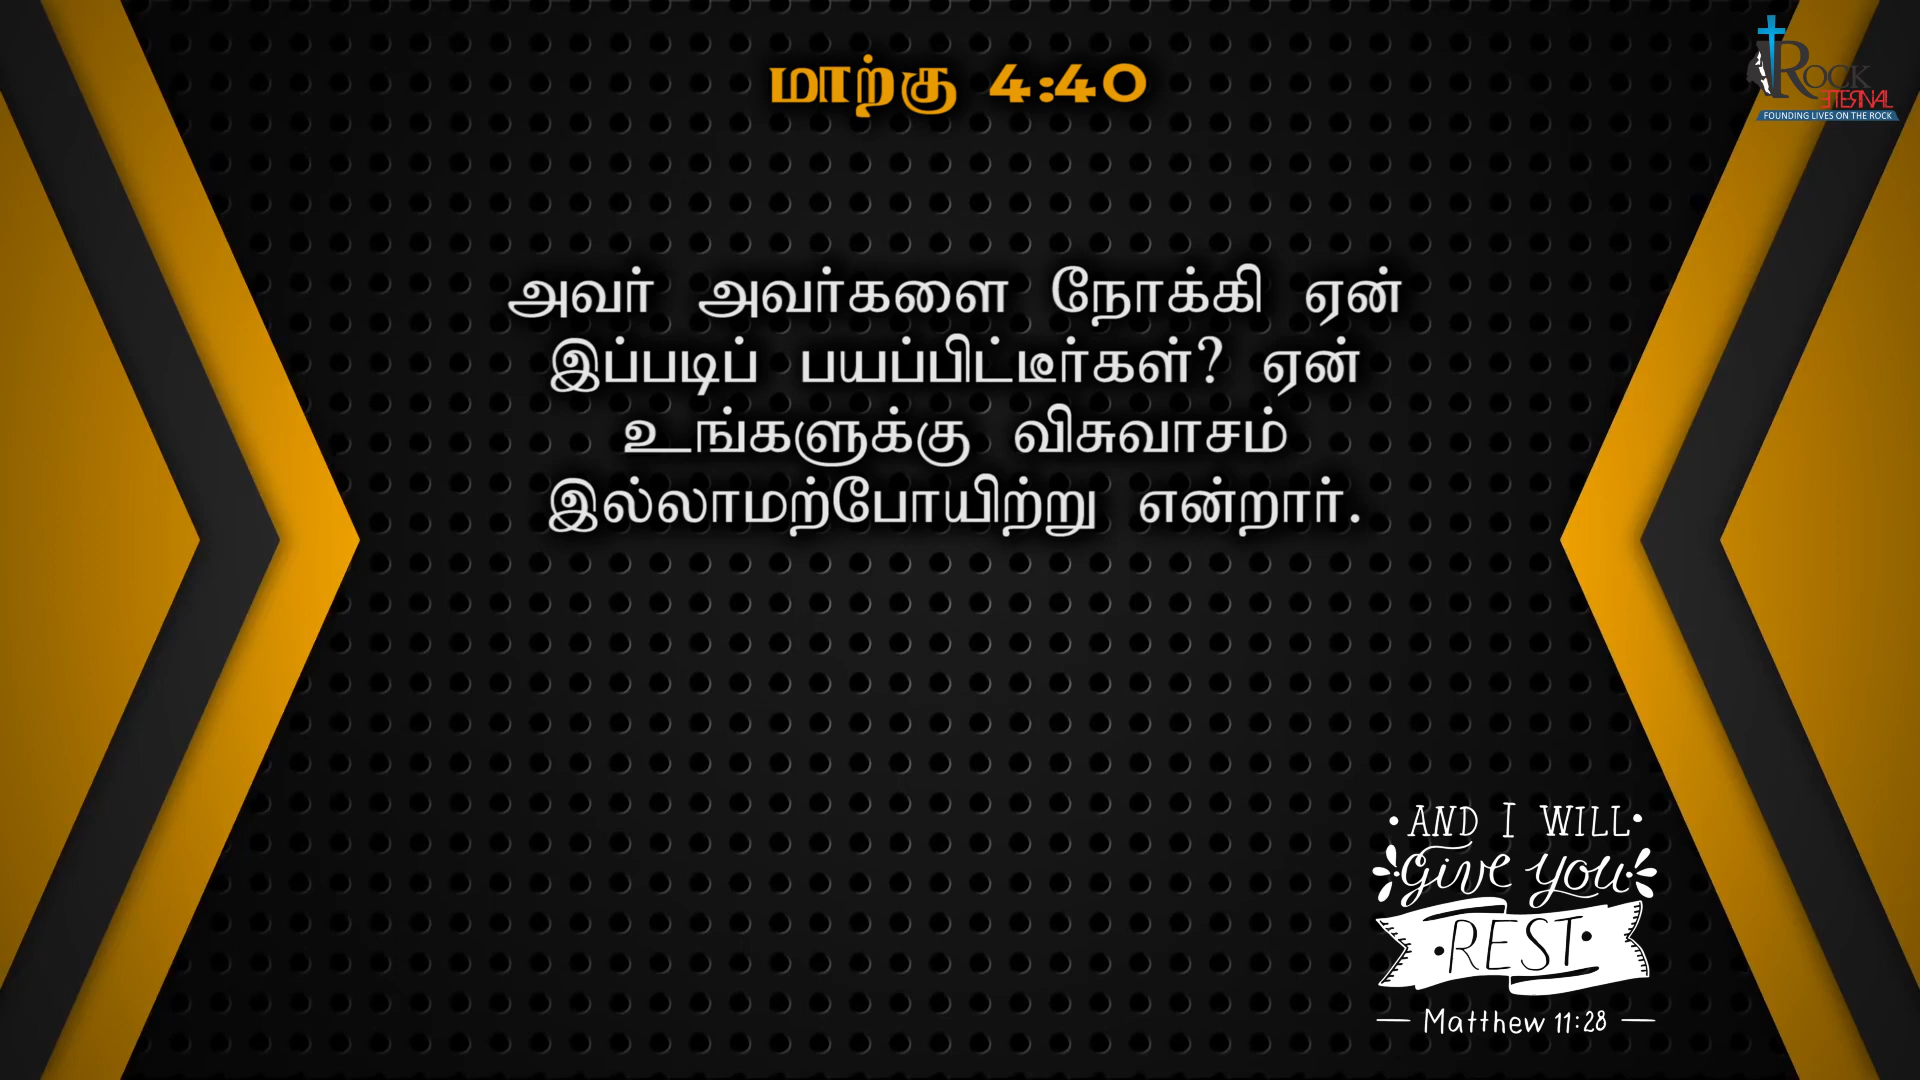 மாற்கு 4:40
ROCK
ETERNAL
FOUNDING LIVES ON THE ROCK
அவர் அவர்களை நோக்கி ஏன்
இப்படிப் பயப்பிட்டீர்கள்? ஏன்
உங்களுக்கு விசுவாசம்
இல்லாமற்போயிற்று என்றார்.
AND I WILL
give you
REST
Matthew 11:28